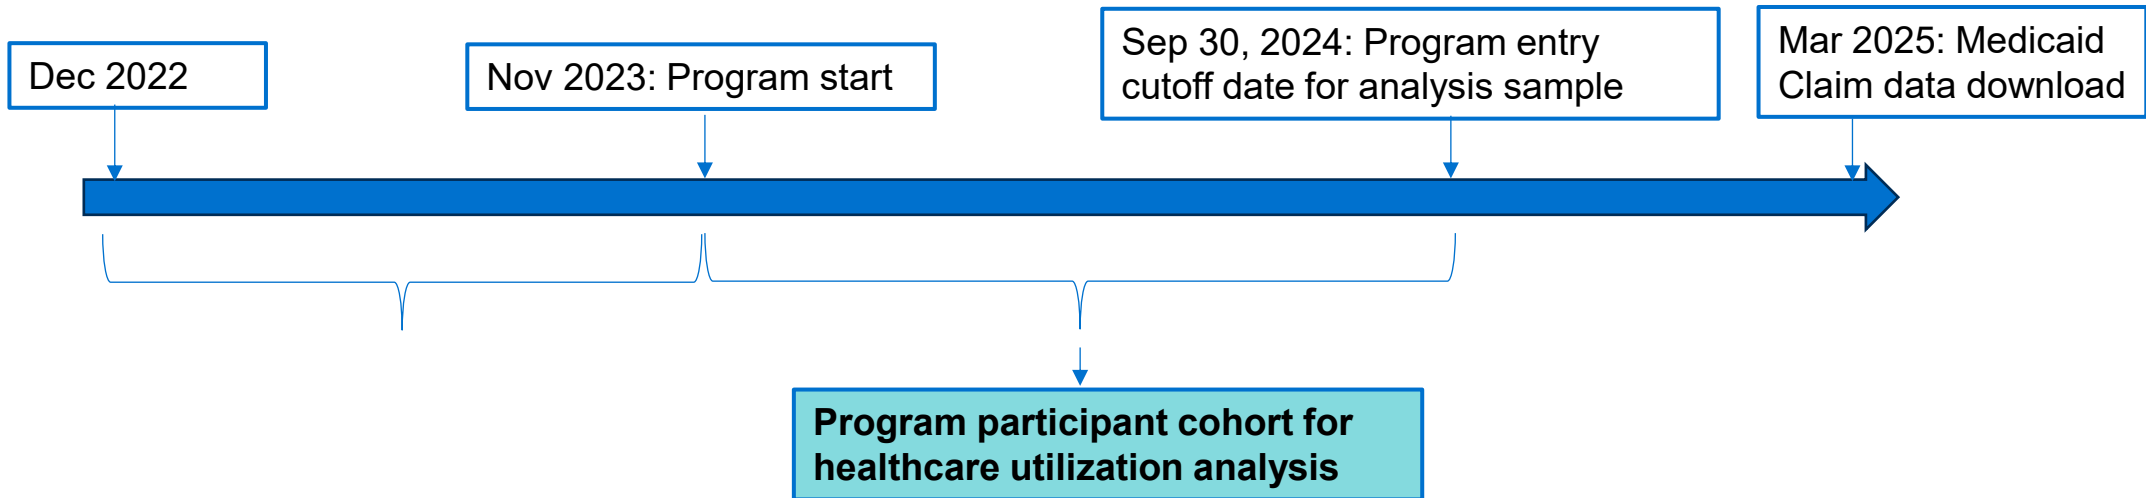 Dec 2022
Nov 2023: Program start
Sep 30, 2024: Program entry
cutoff date for analysis sample
Mar 2025: Medicaid
Claim data download
Program participant cohort for
healthcare utilization analysis